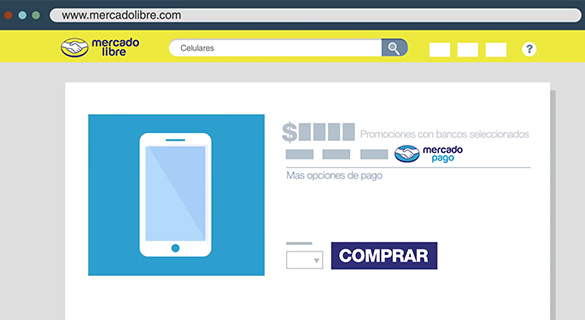 www.mercadolibre.com
mercado
libre
Celulares
?
$
Promociones con bancos seleccionados
mercado
pago
Mas opciones de pago
COMPRAR